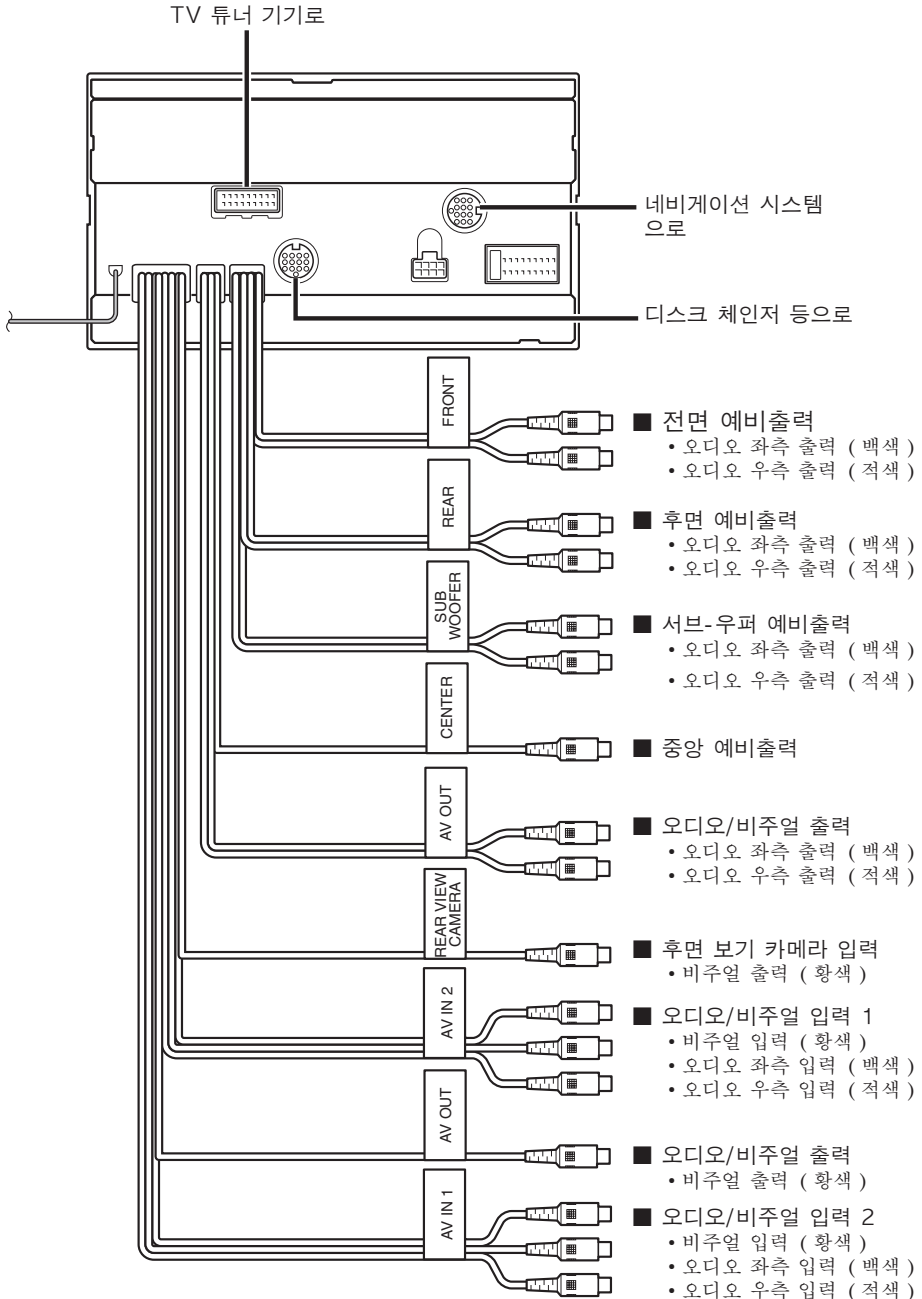 TV 튜너 기기로
네비게이션 시스템
으로
디스크 체인저 등으로
FRONT
■ 전면 예비출력
• 오디오 좌측 출력 ( 백색 )
• 오디오 우측 출력 ( 적색 )
REAR
■ 후면 예비출력
• 오디오 좌측 출력 ( 백색 )
• 오디오 우측 출력 ( 적색 )
SUB
WOOFER
■ 서브-우퍼 예비출력
• 오디오 좌측 출력 ( 백색 )
• 오디오 우측 출력 ( 적색 )
CENTER
■ 중앙 예비출력
AV OUT
■ 오디오/비주얼 출력
• 오디오 좌측 출력 ( 백색 )
• 오디오 우측 출력 ( 적색 )
REAR VIEW
CAMERA
■ 후면 보기 카메라 입력
• 비주얼 출력 ( 황색 )
AV IN 2
■ 오디오/비주얼 입력 1
• 비주얼 입력 ( 황색 )
• 오디오 좌측 입력 ( 백색 )
• 오디오 우측 입력 ( 적색 )
AV OUT
■ 오디오/비주얼 출력
• 비주얼 출력 ( 황색 )
AV IN 1
■ 오디오/비주얼 입력 2
• 비주얼 입력 ( 황색 )
• 오디오 좌측 입력 ( 백색 )
• 오디오 우측 입력 ( 적색 )